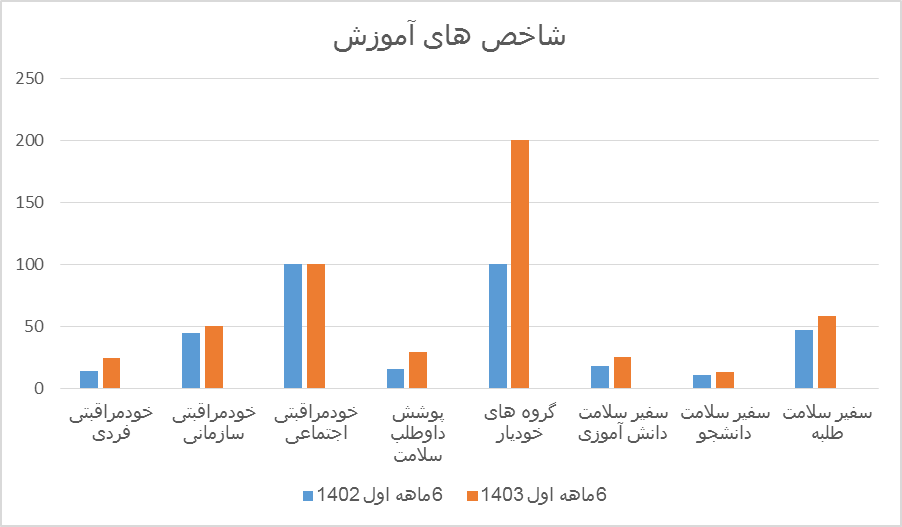 شاخص های آموزش
250
200
150
100
50
0
خودمراقبتی
فردی
خودمراقبتی
سازمانی
خودمراقبتی
اجتماعی
پوشش
داوطلب
سلامت
گروه های
خودیار
سفیر سلامت
دانش آموزی
سفیر سلامت
دانشجو
سفیر سلامت
طلبه
6ماهه اول 1402
6ماهه اول 1403